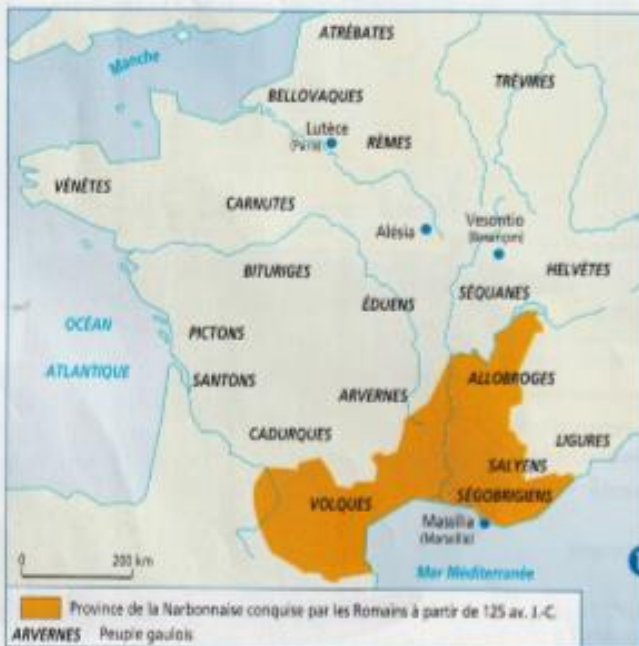 ATRÉBATES
Manche
TRÉVIRES
BELLOVAQUES
Lutèce
(Paris)
RÈMES
VÉNÈTES
CARNUTES
Alésia
Vesontio
(Besançon)
BITURIGES
HELVÈTES
ÉDUENS
SÉQUANES
OCÉAN
ATLANTIQUE
PICTONS
SANTONS
ARVERNES
ALLOBROGES
CADURQUES
LIGURES
SALYENS
VOLQUES
SÉGOBRIGIENS
Massilia
(Marseille)
0 200 km
Mer Méditerranée
Province de la Narbonnaise conquise par les Romains à partir de 125 av. J.-C.
ARVERNES Peuple gaulois